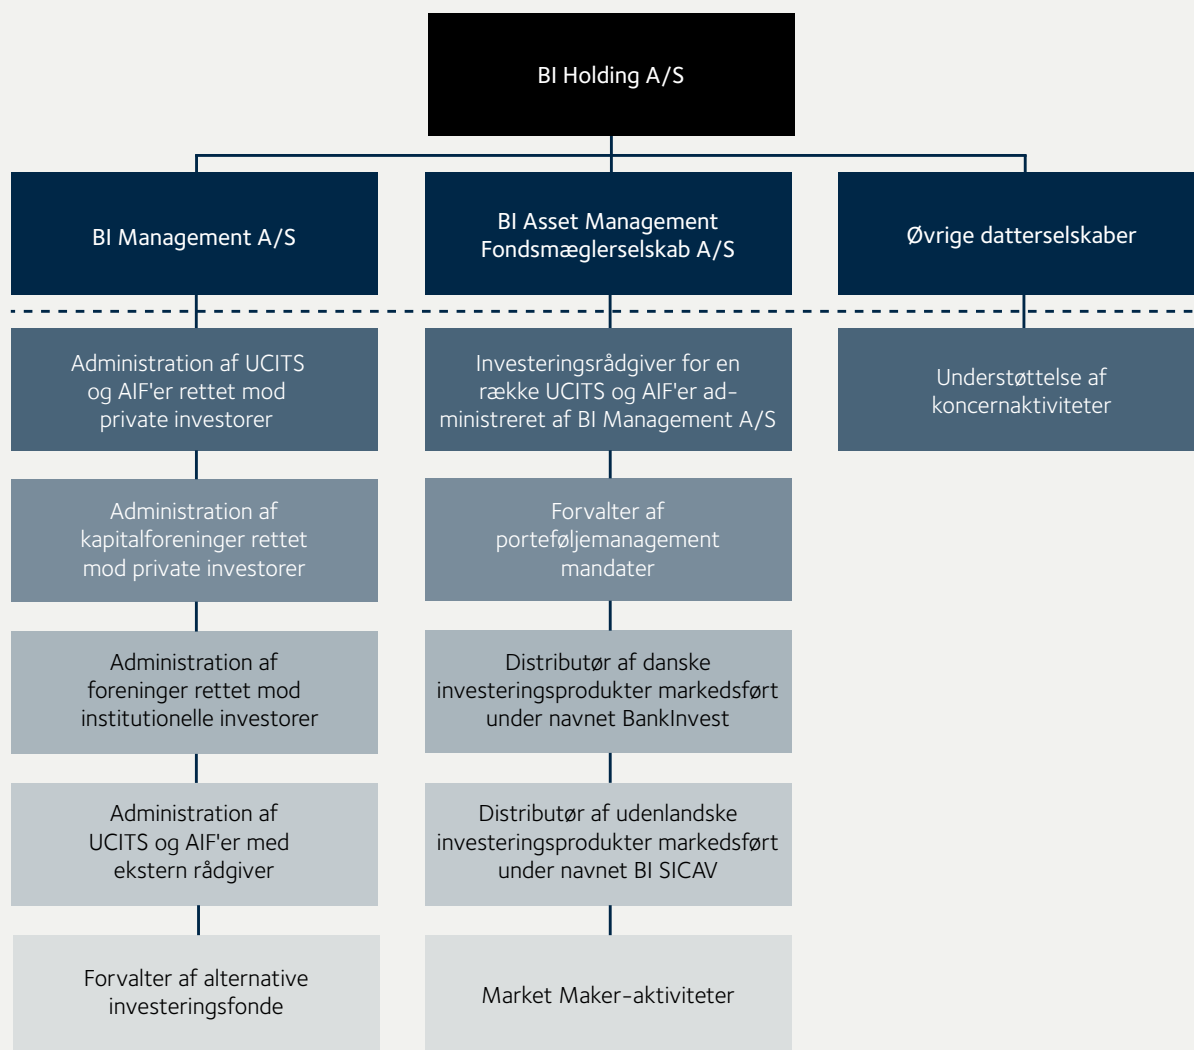 BI Holding A/S
BI Management A/S
BI Asset Management
Fondsmæglerselskab A/S
Øvrige datterselskaber
Administration af UCITS
og AIF'er rettet mod
private investorer
Investeringsrådgiver for en
række UCITS og AIF'er ad-
ministreret af BI Management A/S
Understøttelse af
koncernaktiviteter
Administration af
kapitalforeninger rettet
mod private investorer
Forvalter af
porteføljemanagement
mandater
Administration af
foreninger rettet mod
institutionelle investorer
Distributør af danske
investeringsprodukter markedsført
under navnet BankInvest
Administration af
UCITS og AIF'er med
ekstern rådgiver
Distributør af udenlandske
investeringsprodukter markedsført
under navnet BI SICAV
Forvalter af alternative
investeringsfonde
Market Maker-aktiviteter